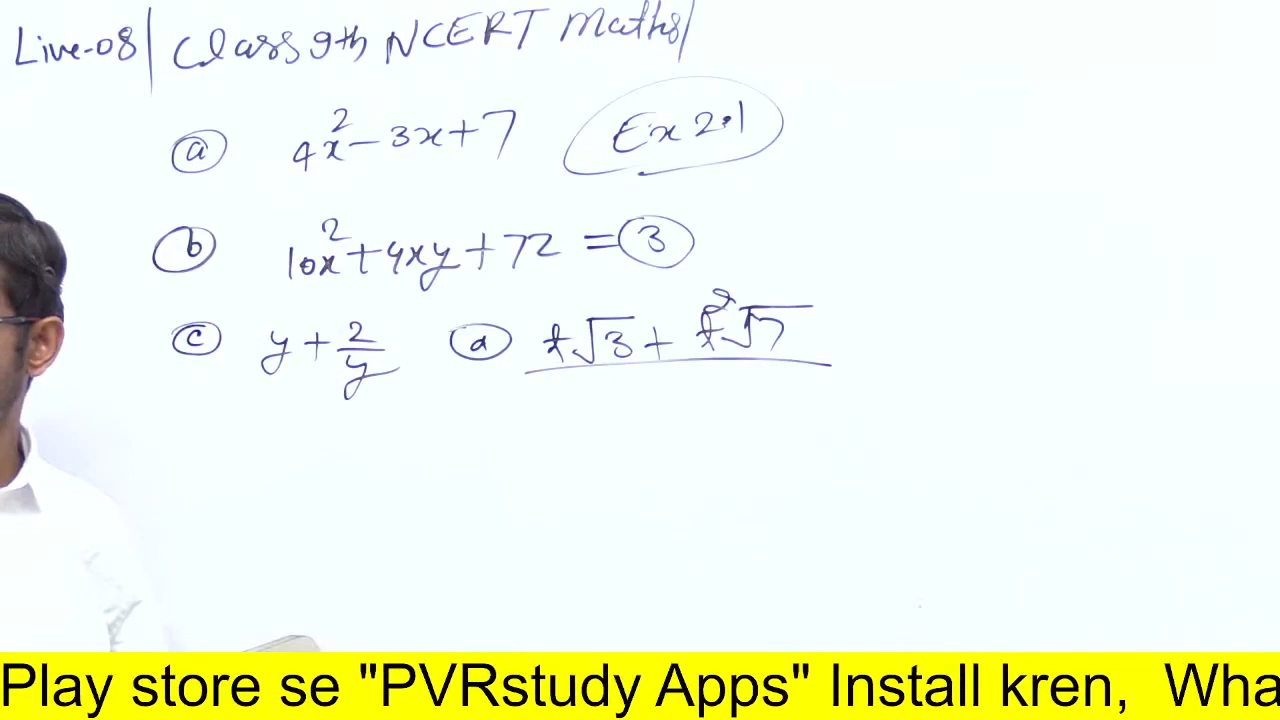 Live-08 | Class 9th NCERT Maths |
(a) 4x² - 3x + 7 Ex 2.1
(b) 10x² + 4xy + 7z = 3
(c) y + 2/y (d) t√3 + t²√7
Play store se "PVRstudy Apps" Install kren, Wha